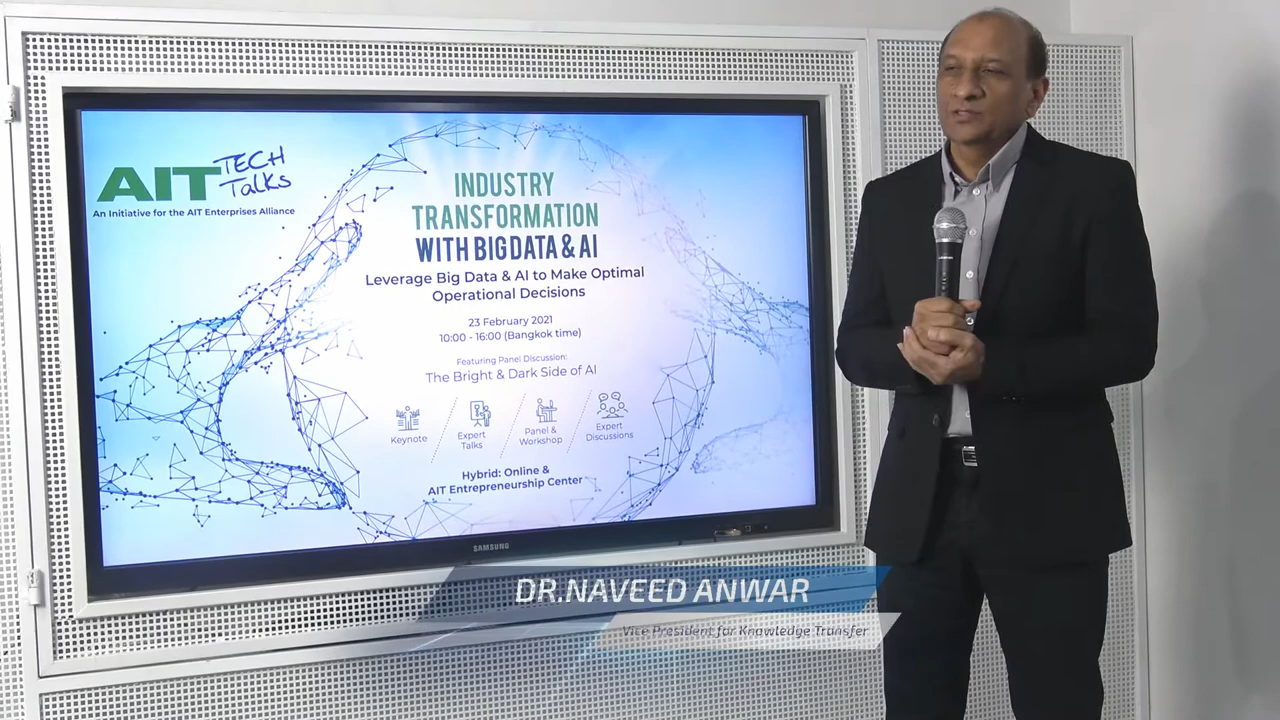 AIT TECH
Talks
An Initiative for the AIT Enterprises Alliance
INDUSTRY
TRANSFORMATION
WITH BIG DATA & AI
Leverage Big Data & AI to Make Optimal
Operational Decisions
23 February 2021
10:00 - 16:00 (Bangkok time)
Featuring Panel Discussion:
The Bright & Dark Side of AI
Keynote
Expert
Talks
Panel &
Workshop
Expert
Discussions
Hybrid: Online &
AIT Entrepreneurship Center
SAMSUNG
DR.NAVEED ANWAR
Vice President for Knowledge Transfer